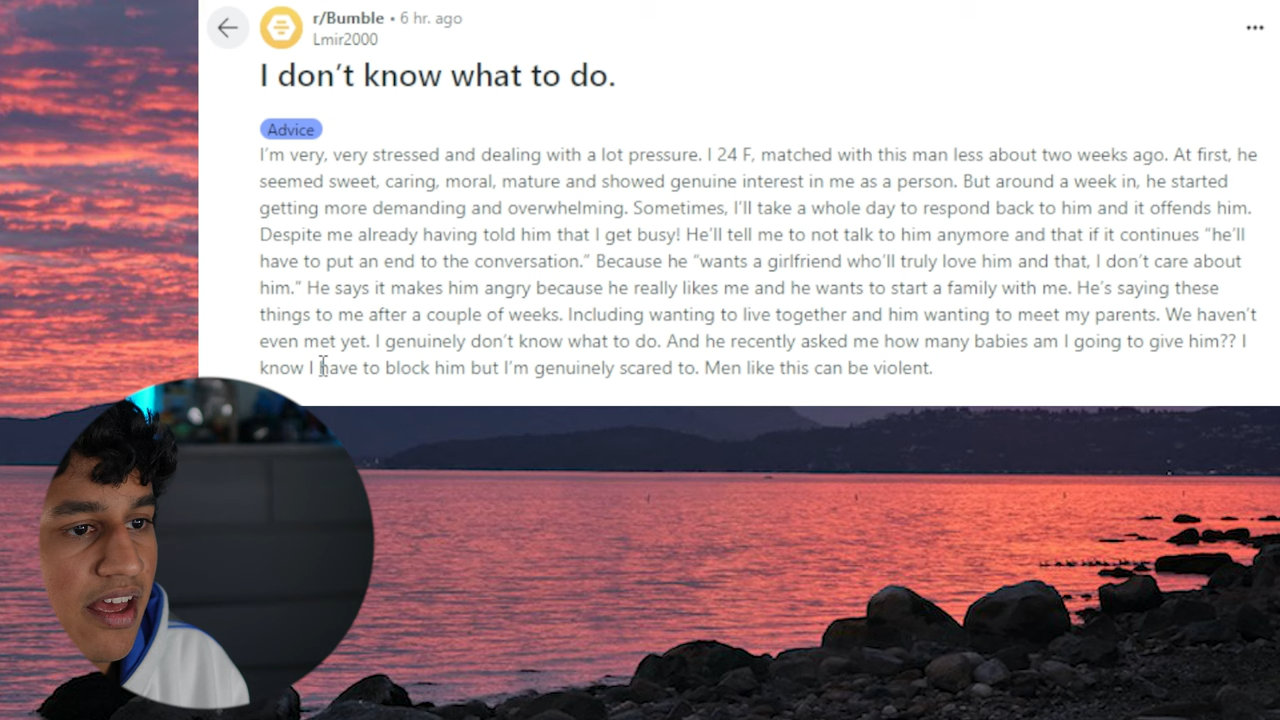 r/Bumble • 6 hr. ago
Lmir2000
I don’t know what to do.
Advice
I’m very, very stressed and dealing with a lot pressure. I 24 F, matched with this man less about two weeks ago. At first, he
seemed sweet, caring, moral, mature and showed genuine interest in me as a person. But around a week in, he started
getting more demanding and overwhelming. Sometimes, I’ll take a whole day to respond back to him and it offends him.
Despite me already having told him that I get busy! He’ll tell me to not talk to him anymore and that if it continues “he’ll
have to put an end to the conversation.” Because he “wants a girlfriend who’ll truly love him and that, I don’t care about
him.” He says it makes him angry because he really likes me and he wants to start a family with me. He’s saying these
things to me after a couple of weeks. Including wanting to live together and him wanting to meet my parents. We haven’t
even met yet. I genuinely don’t know what to do. And he recently asked me how many babies am I going to give him?? I
know I have to block him but I’m genuinely scared to. Men like this can be violent.